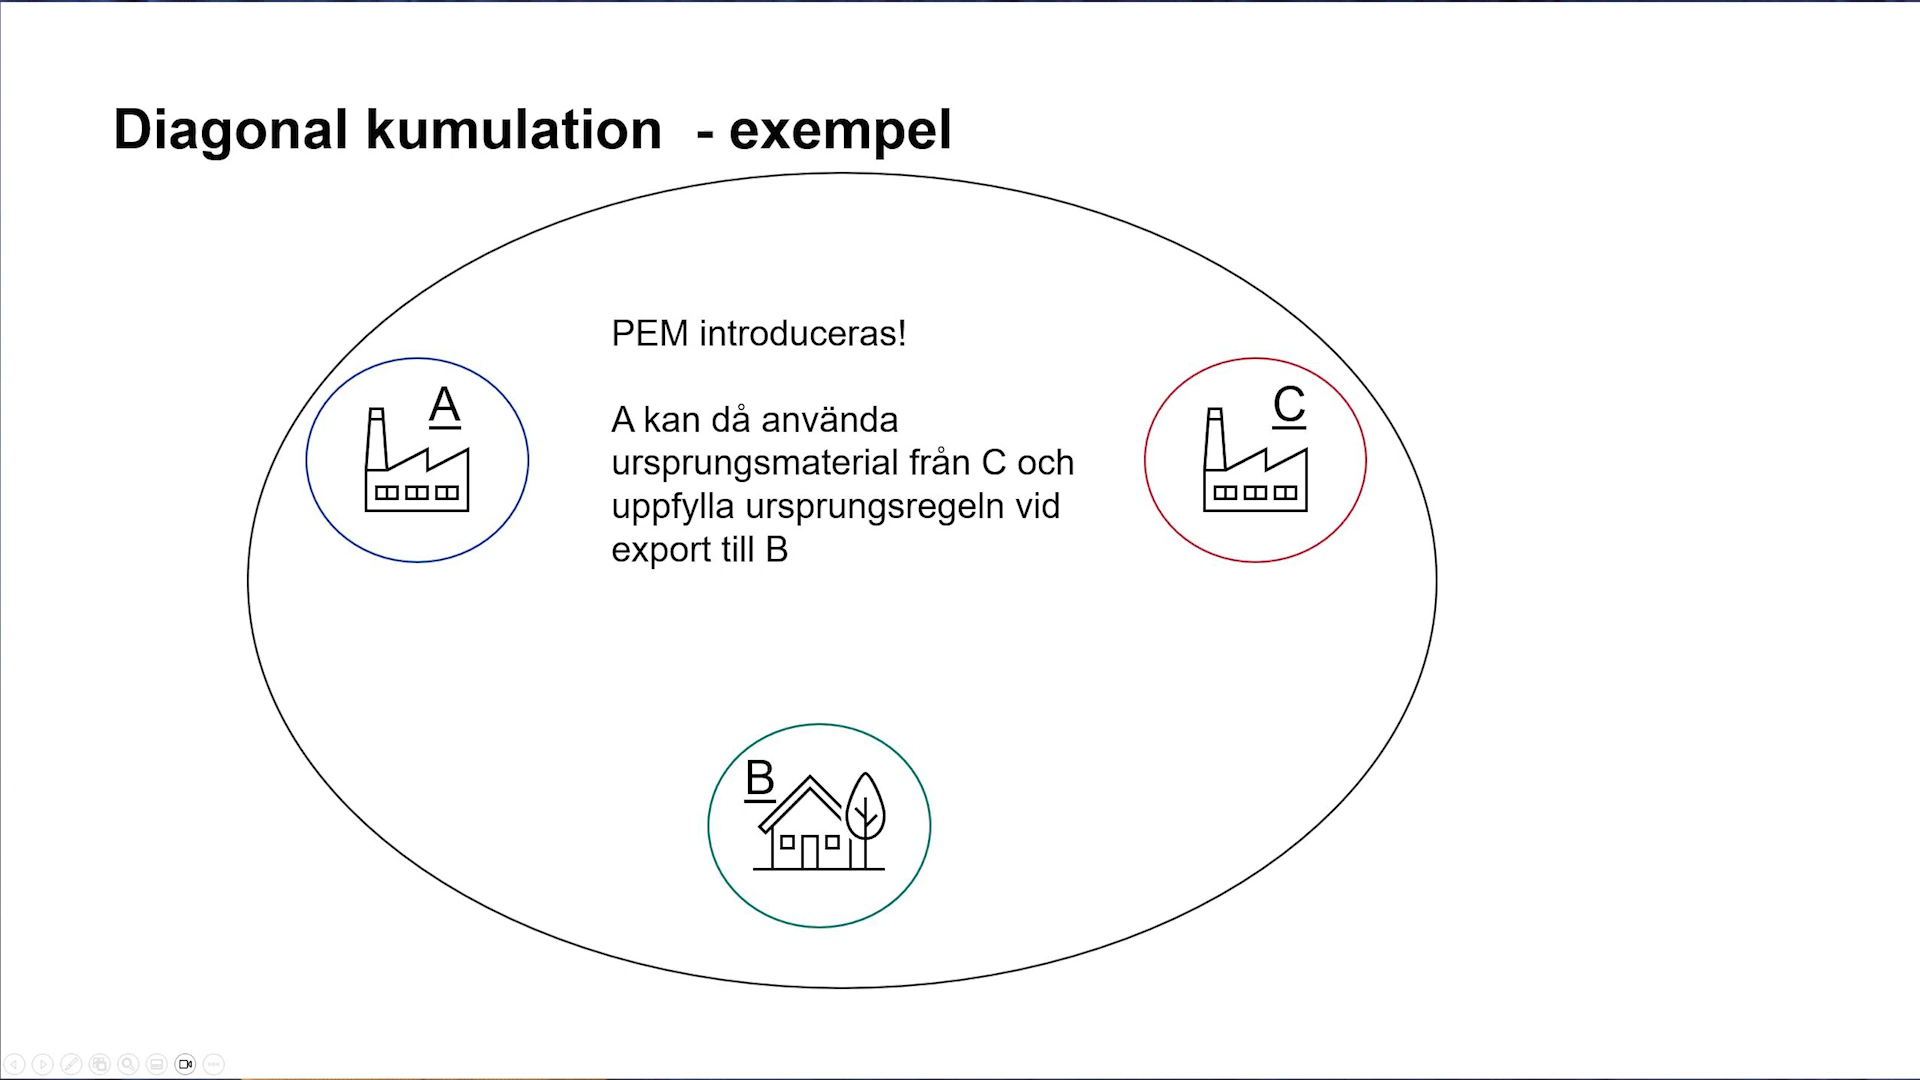 Diagonal kumulation  - exempel
PEM introduceras!
A kan då använda
ursprungsmaterial från C och
uppfylla ursprungsregeln vid
export till B
A
C
B